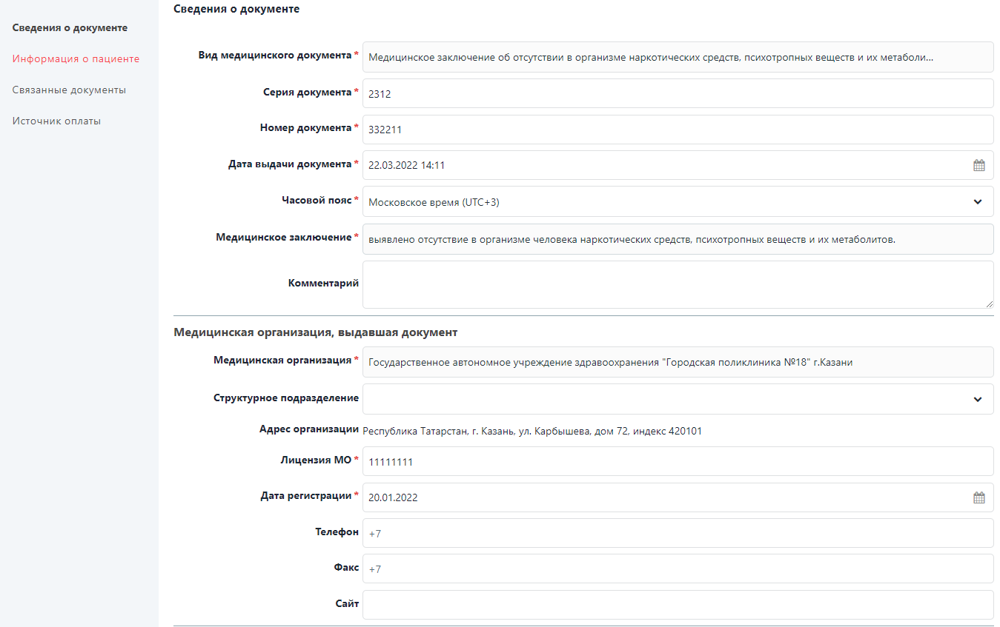 Сведения о документе
Информация о пациенте
Связанные документы
Источник оплаты
Сведения о документе
Вид медицинского документа * Медицинское заключение об отсутствии в организме наркотических средств, психотропных веществ и их метаболи...
Серия документа * 2312
Номер документа * 332211
Дата выдачи документа * 22.03.2022 14:11
Часовой пояс * Московское время (UTC+3)
Медицинское заключение * выявлено отсутствие в организме человека наркотических средств, психотропных веществ и их метаболитов.
Комментарий
Медицинская организация, выдавшая документ
Медицинская организация * Государственное автономное учреждение здравоохранения "Городская поликлиника №18" г.Казани
Структурное подразделение
Адрес организации Республика Татарстан, г. Казань, ул. Карбышева, дом 72, индекс 420101
Лицензия МО * 11111111
Дата регистрации * 20.01.2022
Телефон +7
Факс +7
Сайт